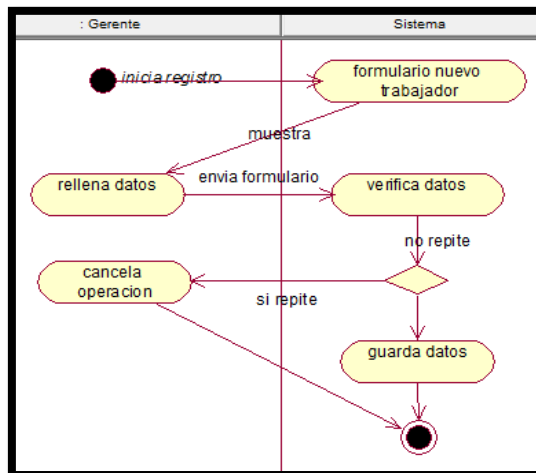 : Gerente
Sistema
inicia registro
formulario nuevo
trabajador
muestra
rellena datos
envia formulario
verifica datos
no repite
cancela
operacion
si repite
guarda datos